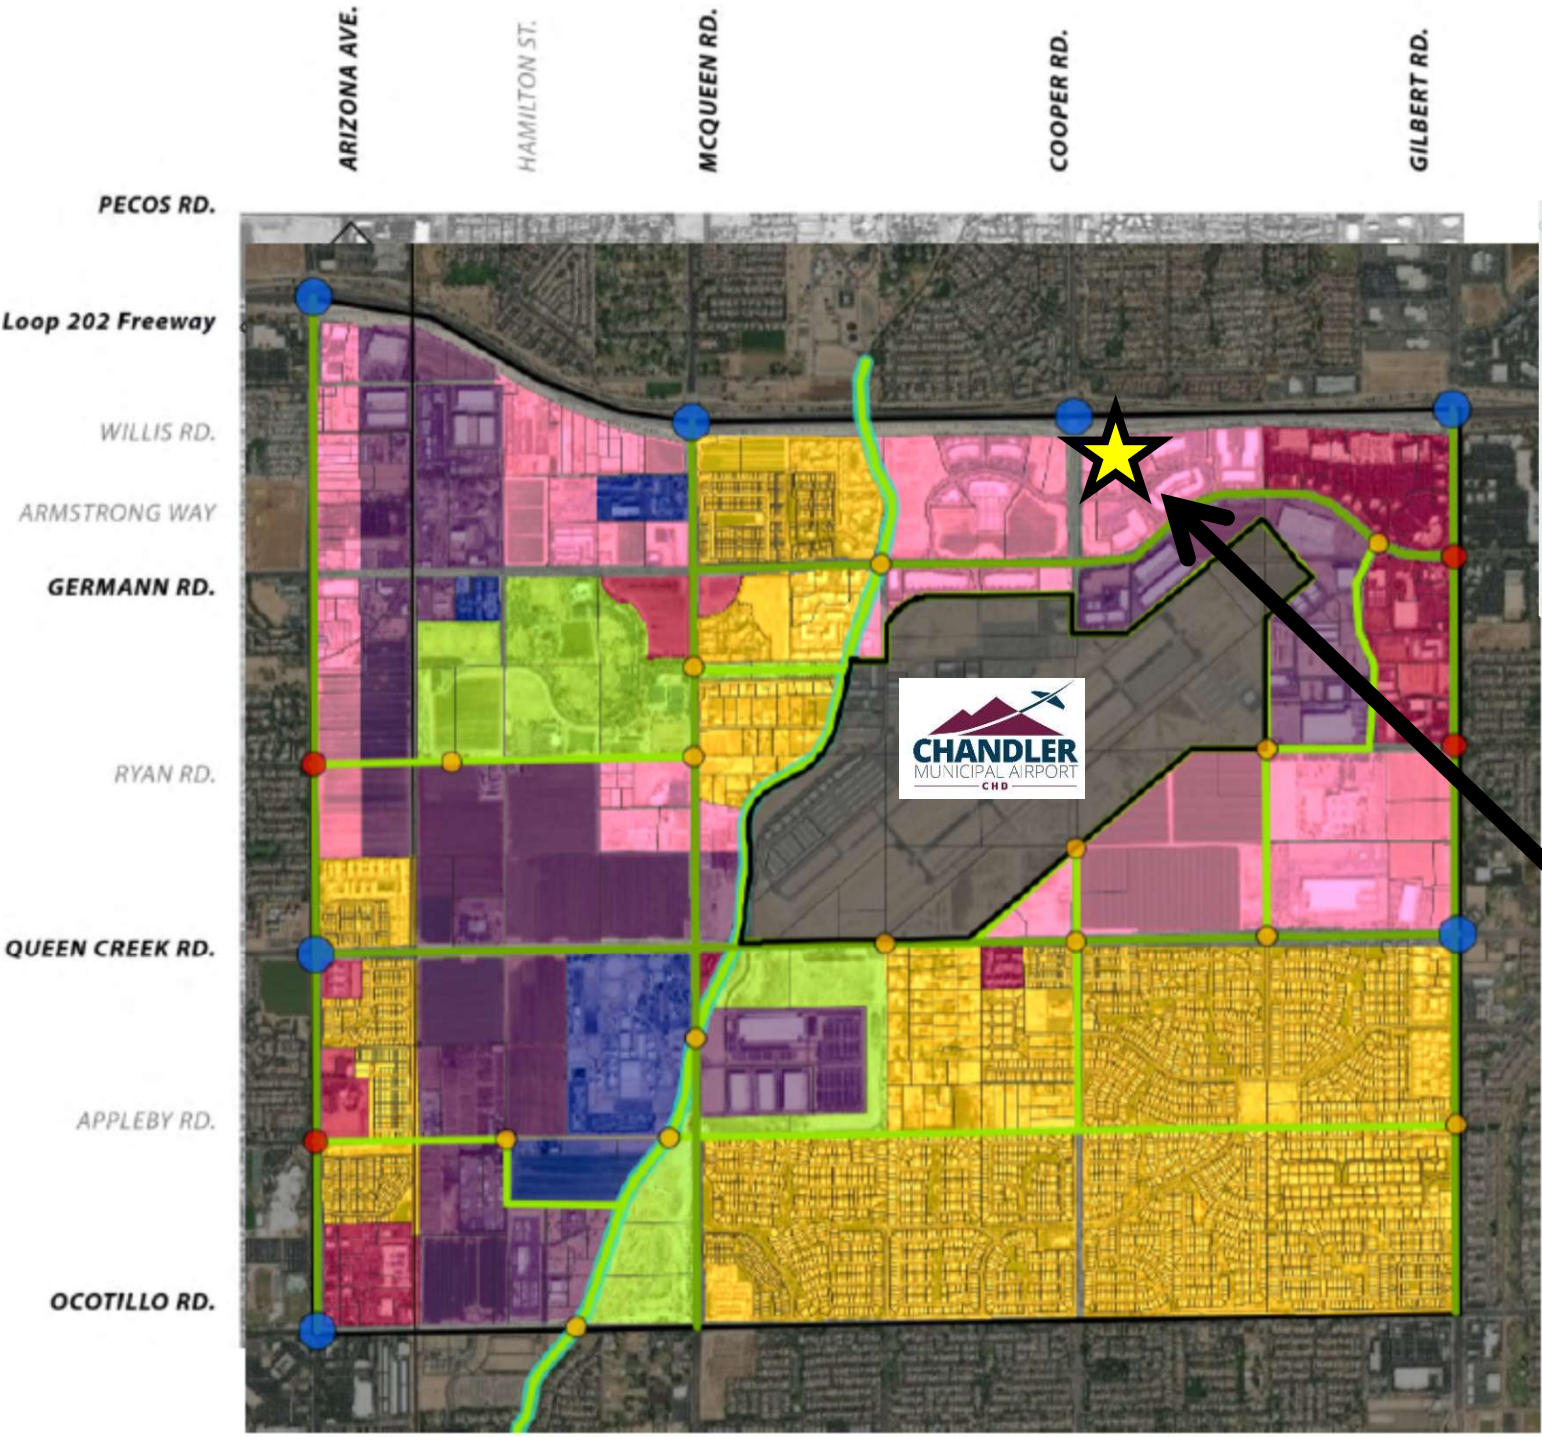 ARIZONA AVE.
HAMILTON ST.
MCQUEEN RD.
COOPER RD.
GILBERT RD.
PECOS RD.
Loop 202 Freeway
WILLIS RD.
ARMSTRONG WAY
GERMANN RD.
CHANDLER
MUNICIPAL AIRPORT
CHD
RYAN RD.
QUEEN CREEK RD.
APPLEBY RD.
OCOTILLO RD.